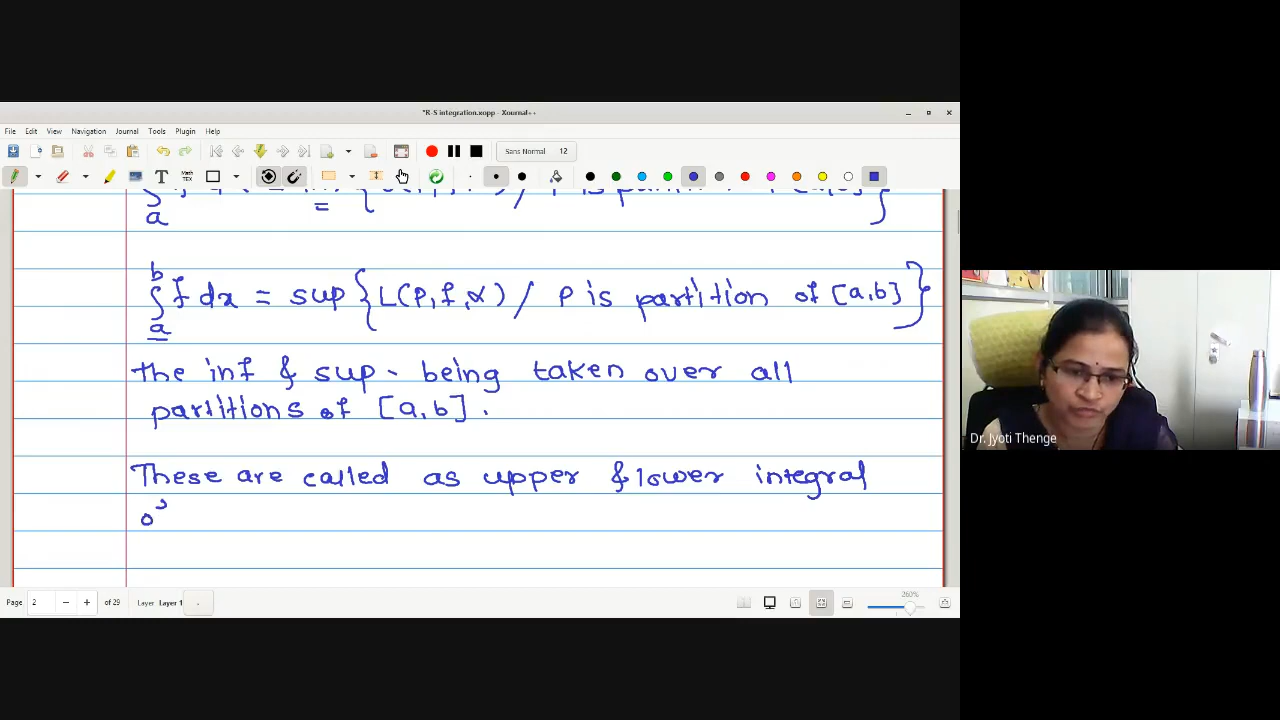 *R-S integration.xopp - Xournal++
File Edit View Navigation Journal Tools Plugin Help
Sans Normal 12
a
b
∫ f dα = sup { L(P, f, α) / P is partition of [a,b] }
a
The inf & sup. being taken over all
partitions of [a,b].
These are called as upper & lower integral
Page 2 of 29 Layer Layer 1 260%
Dr. Jyoti Thenge